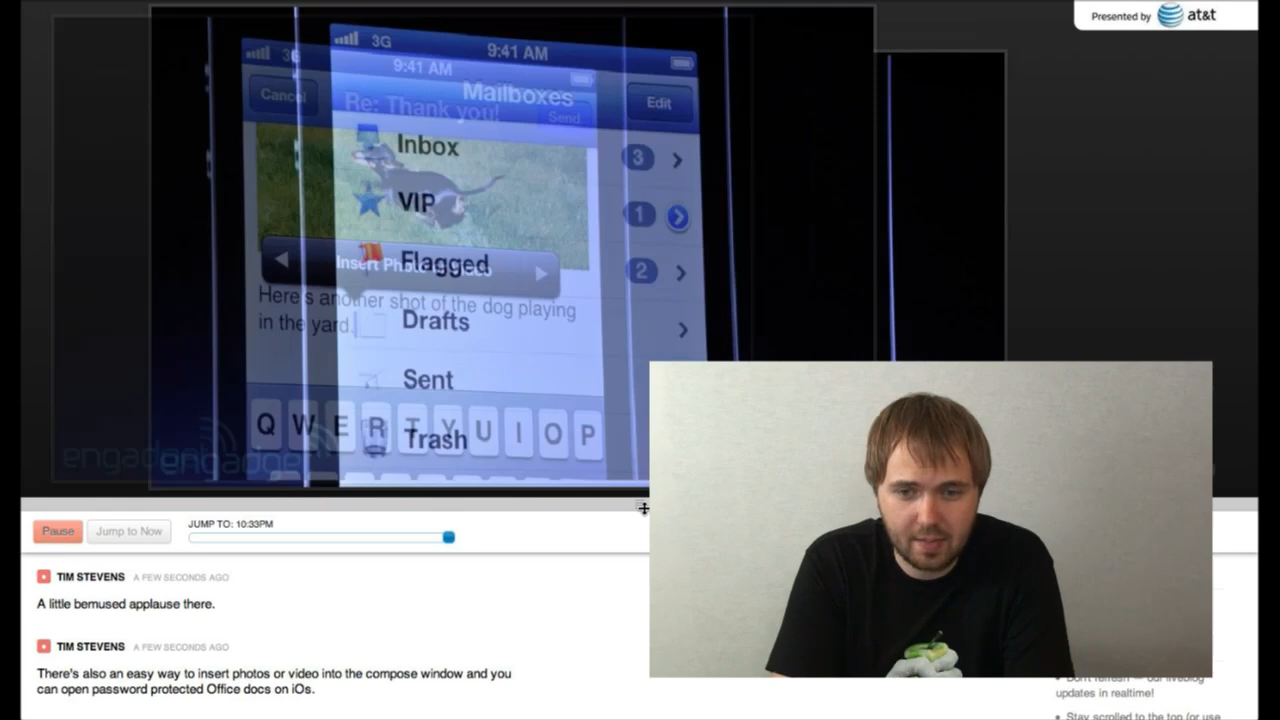 Presented by at&t
3G 9:41 AM
3G 9:41 AM
Mailboxes Edit
Cancel Re: Thank you! Send
Inbox 3
VIP 1
Flagged 2
Insert Photo
Here's another shot of the dog playing
in the yard.
Drafts
Sent
Trash
Q W E R T Y U I O P
engadget
Pause Jump to Now JUMP TO: 10:33PM
TIM STEVENS A FEW SECONDS AGO
A little bemused applause there.
TIM STEVENS A FEW SECONDS AGO
There's also an easy way to insert photos or video into the compose window and you
can open password protected Office docs on iOs.
Don't refresh — our liveblog
updates in realtime!
Stay scrolled to the top (or use